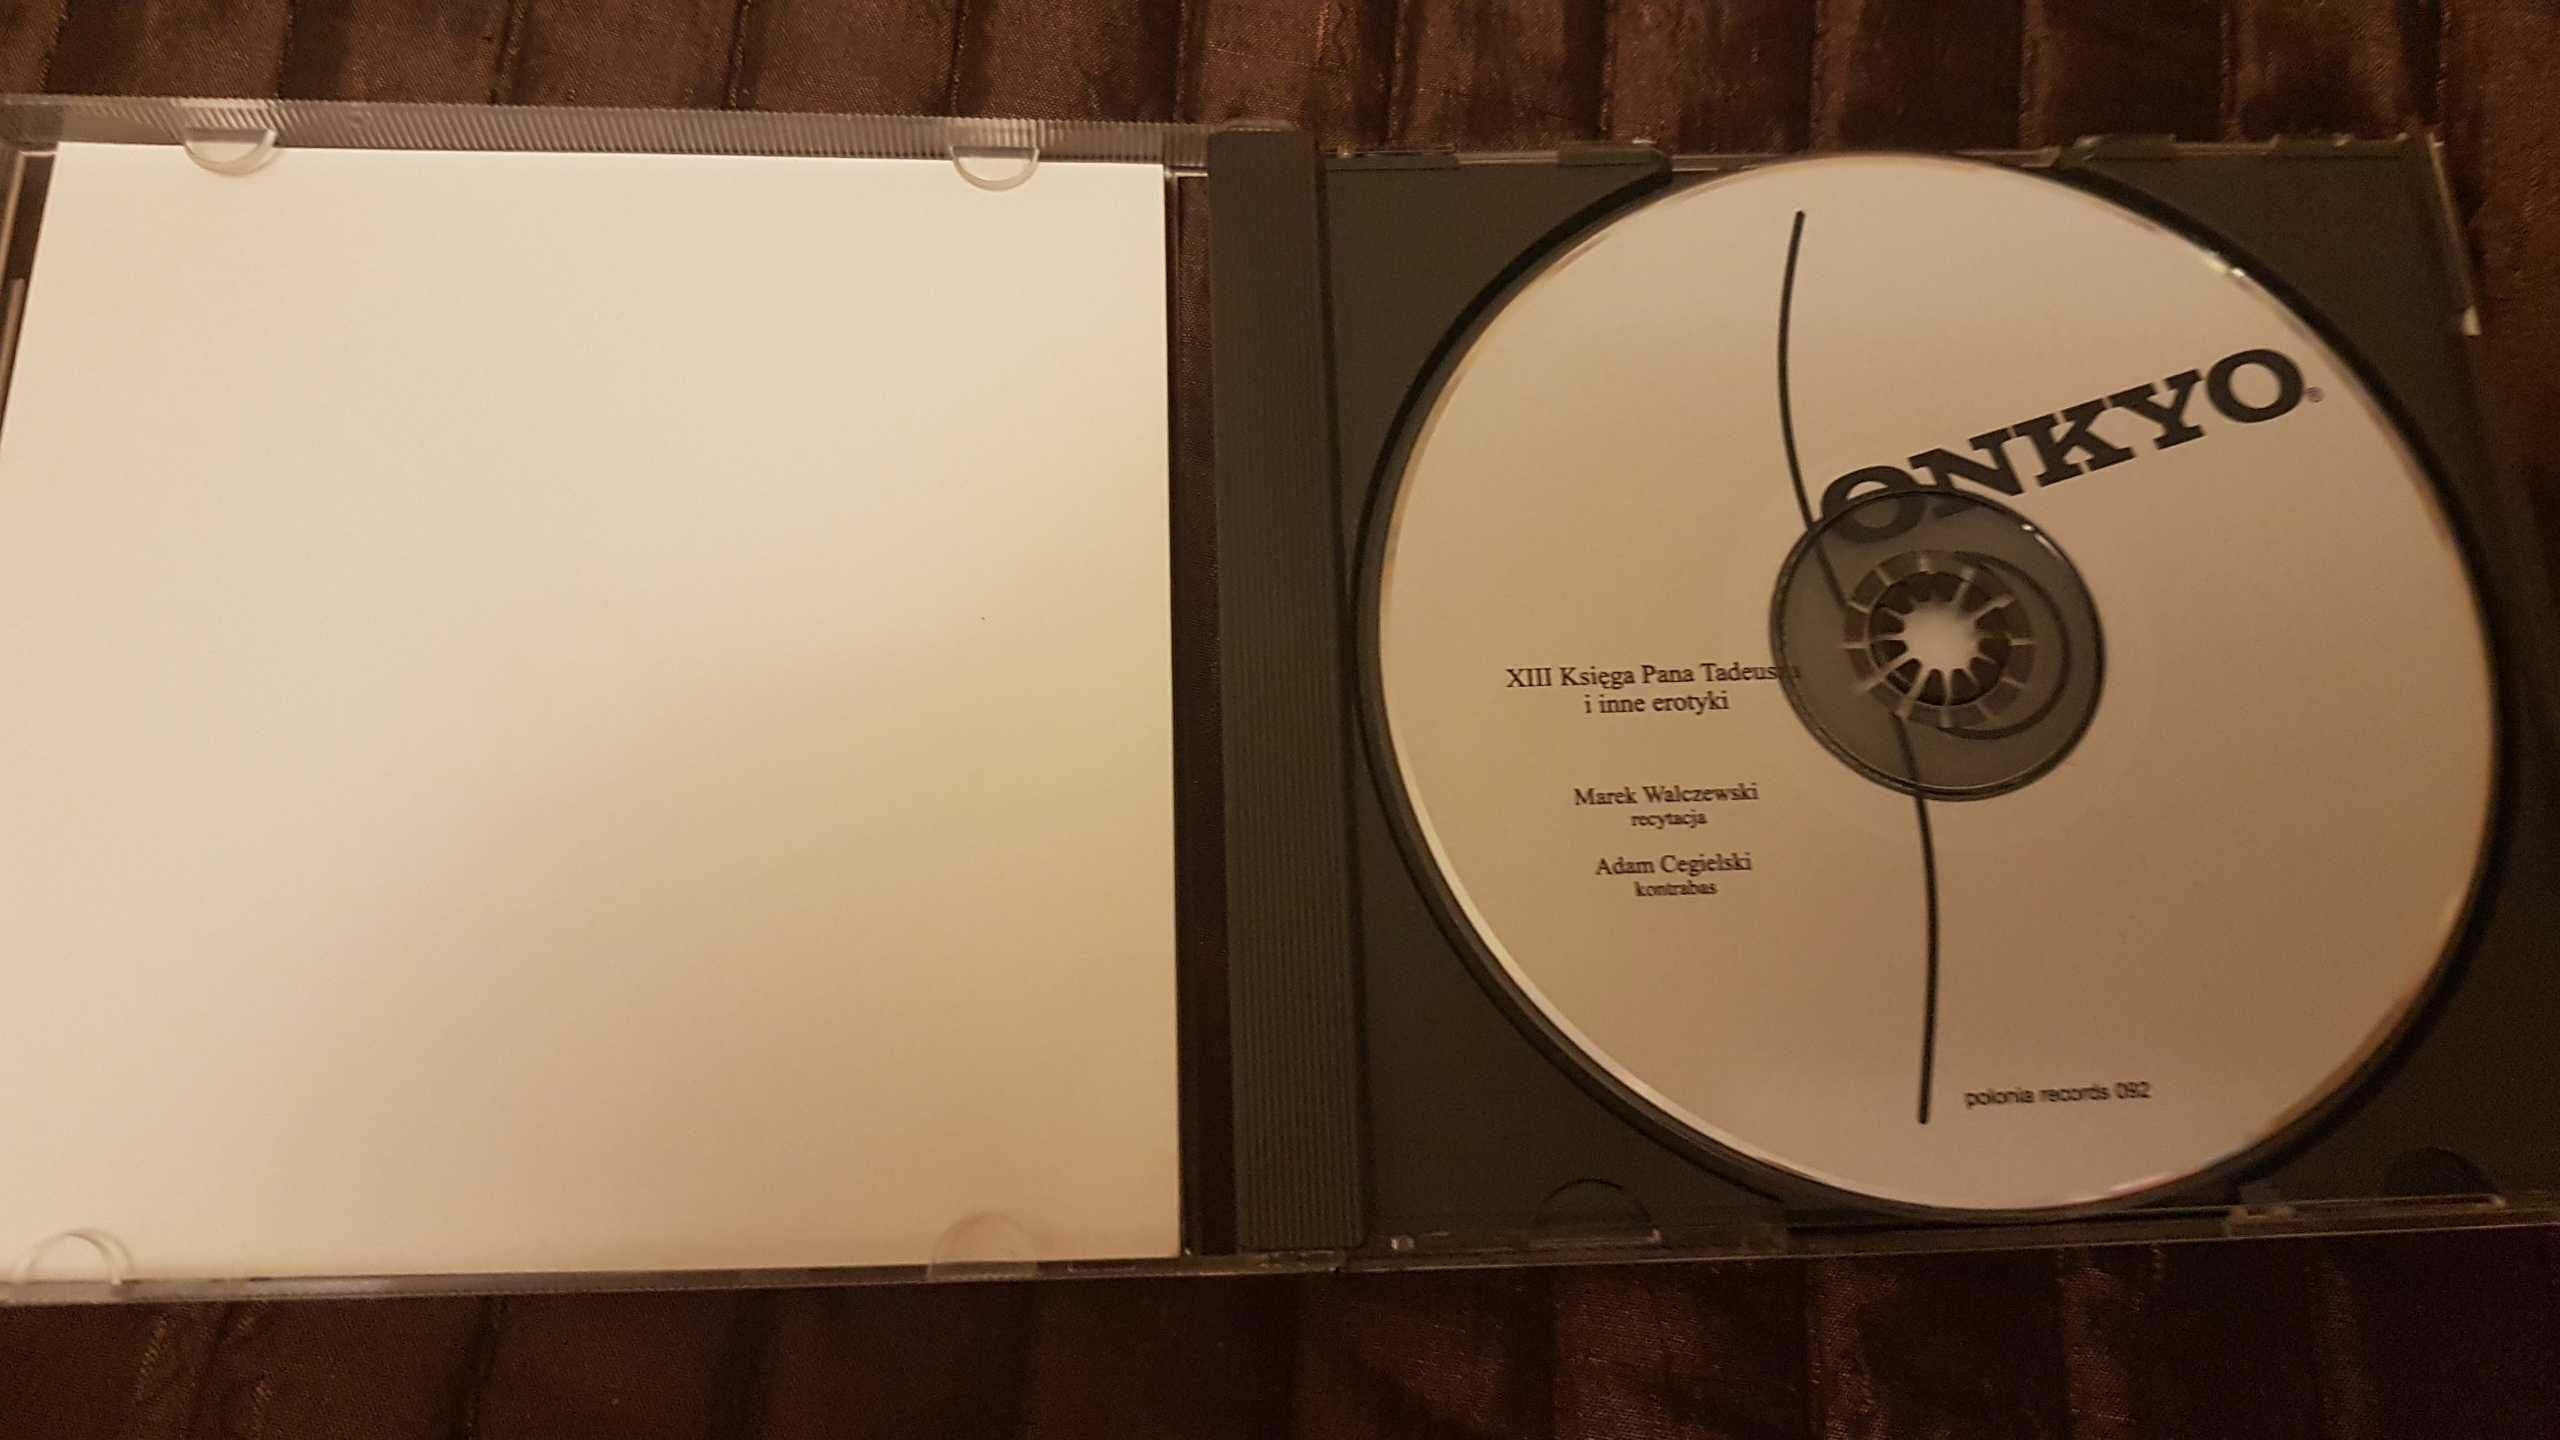 ONKYO®
XIII Księga Pana Tadeusza
i inne erotyki
Marek Walczewski
recytacja
Adam Cegielski
kontrabas
polonia records 092